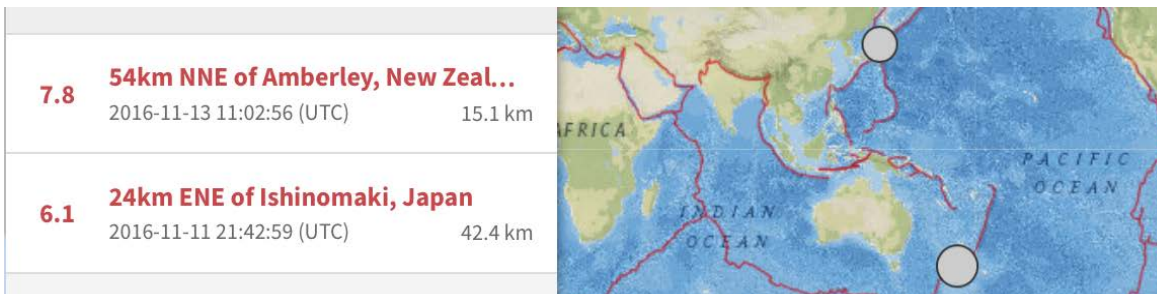 7.8
54km NNE of Amberley, New Zeal...
2016-11-13 11:02:56 (UTC)
15.1 km
6.1
24km ENE of Ishinomaki, Japan
2016-11-11 21:42:59 (UTC)
42.4 km
AFRICA
INDIAN
OCEAN
PACIFIC
OCEAN